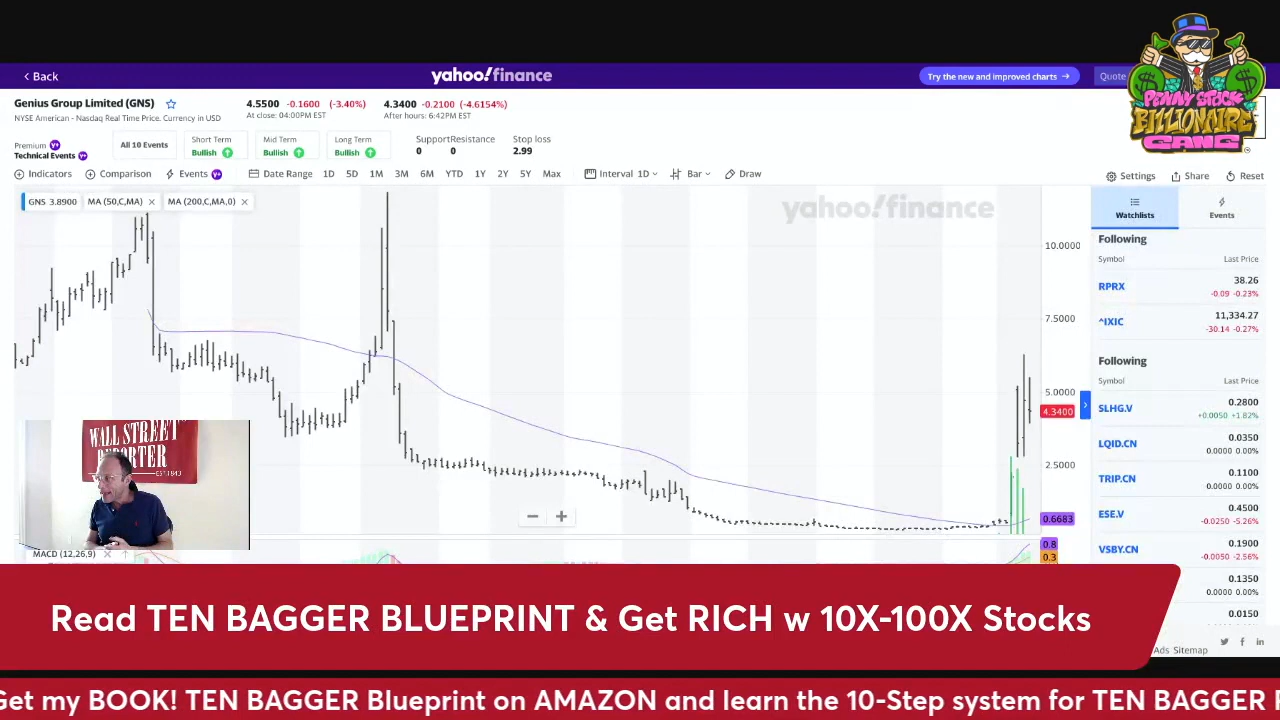 Back
yahoo!finance
Try the new and improved charts →
Quote
PENNY STOCK
BILLIONAIRE
GANG
Genius Group Limited (GNS)
4.5500 -0.1600 (-3.40%)
4.3400 -0.2100 (-4.6154%)
NYSE American - Nasdaq Real Time Price. Currency in USD
At close: 04:00PM EST
After hours: 6:42PM EST
Premium Y+
Technical Events Y+
All 10 Events
Short Term
Bullish
Mid Term
Bullish
Long Term
Bullish
Support
0
Resistance
0
Stop loss
2.99
Indicators
Comparison
Events Y+
Date Range
1D 5D 1M 3M 6M YTD 1Y 2Y 5Y Max
Interval 1D
Bar
Draw
Settings
Share
Reset
GNS 3.8900
MA (50,C,MA) ×
MA (200,C,MA,0) ×
yahoo!finance
10.0000
7.5000
5.0000
4.3400
2.5000
0.6683
0.8
0.3
MACD (12,26,9)
WALL STREET
REPORTER
EST 1843
Watchlists
Events
Following
Symbol Last Price
RPRX 38.26
-0.09 -0.23%
^IXIC 11,334.27
-30.14 -0.27%
Following
Symbol Last Price
SLHG.V 0.2800
+0.0050 +1.82%
LQID.CN 0.0350
0.0000 0.00%
TRIP.CN 0.1100
0.0000 0.00%
ESE.V 0.4500
-0.0250 -5.26%
VSBY.CN 0.1900
-0.0050 -2.56%
0.1350
0.0000 0.00%
0.0150
Ads Sitemap
Read TEN BAGGER BLUEPRINT & Get RICH w 10X-100X Stocks
Get my BOOK! TEN BAGGER Blueprint on AMAZON and learn the 10-Step system for TEN BAGGER